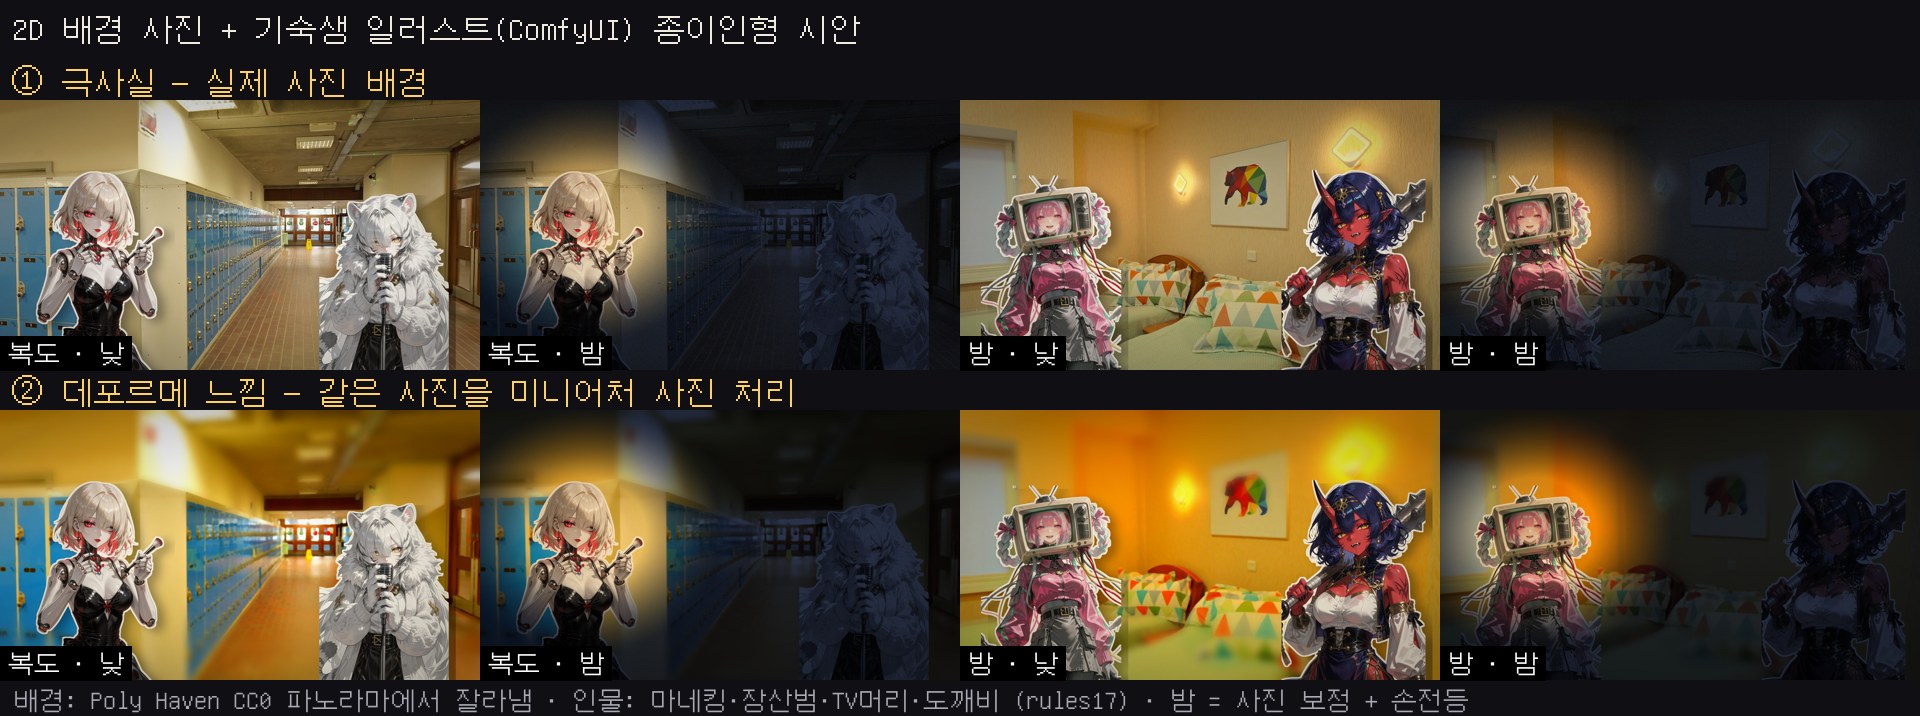 2D 배경 사진 + 기숙생 일러스트(ComfyUI) 종이인형 시안
① 극사실 – 실제 사진 배경
복도 · 낮
복도 · 밤
방 · 낮
방 · 밤
② 데포르메 느낌 – 같은 사진을 미니어처 사진 처리
복도 · 낮
복도 · 밤
방 · 낮
방 · 밤
배경: Poly Haven CC0 파노라마에서 잘라냄 · 인물: 마네킹·장산범·TV머리·도깨비 (rules17) · 밤 = 사진 보정 + 손전등